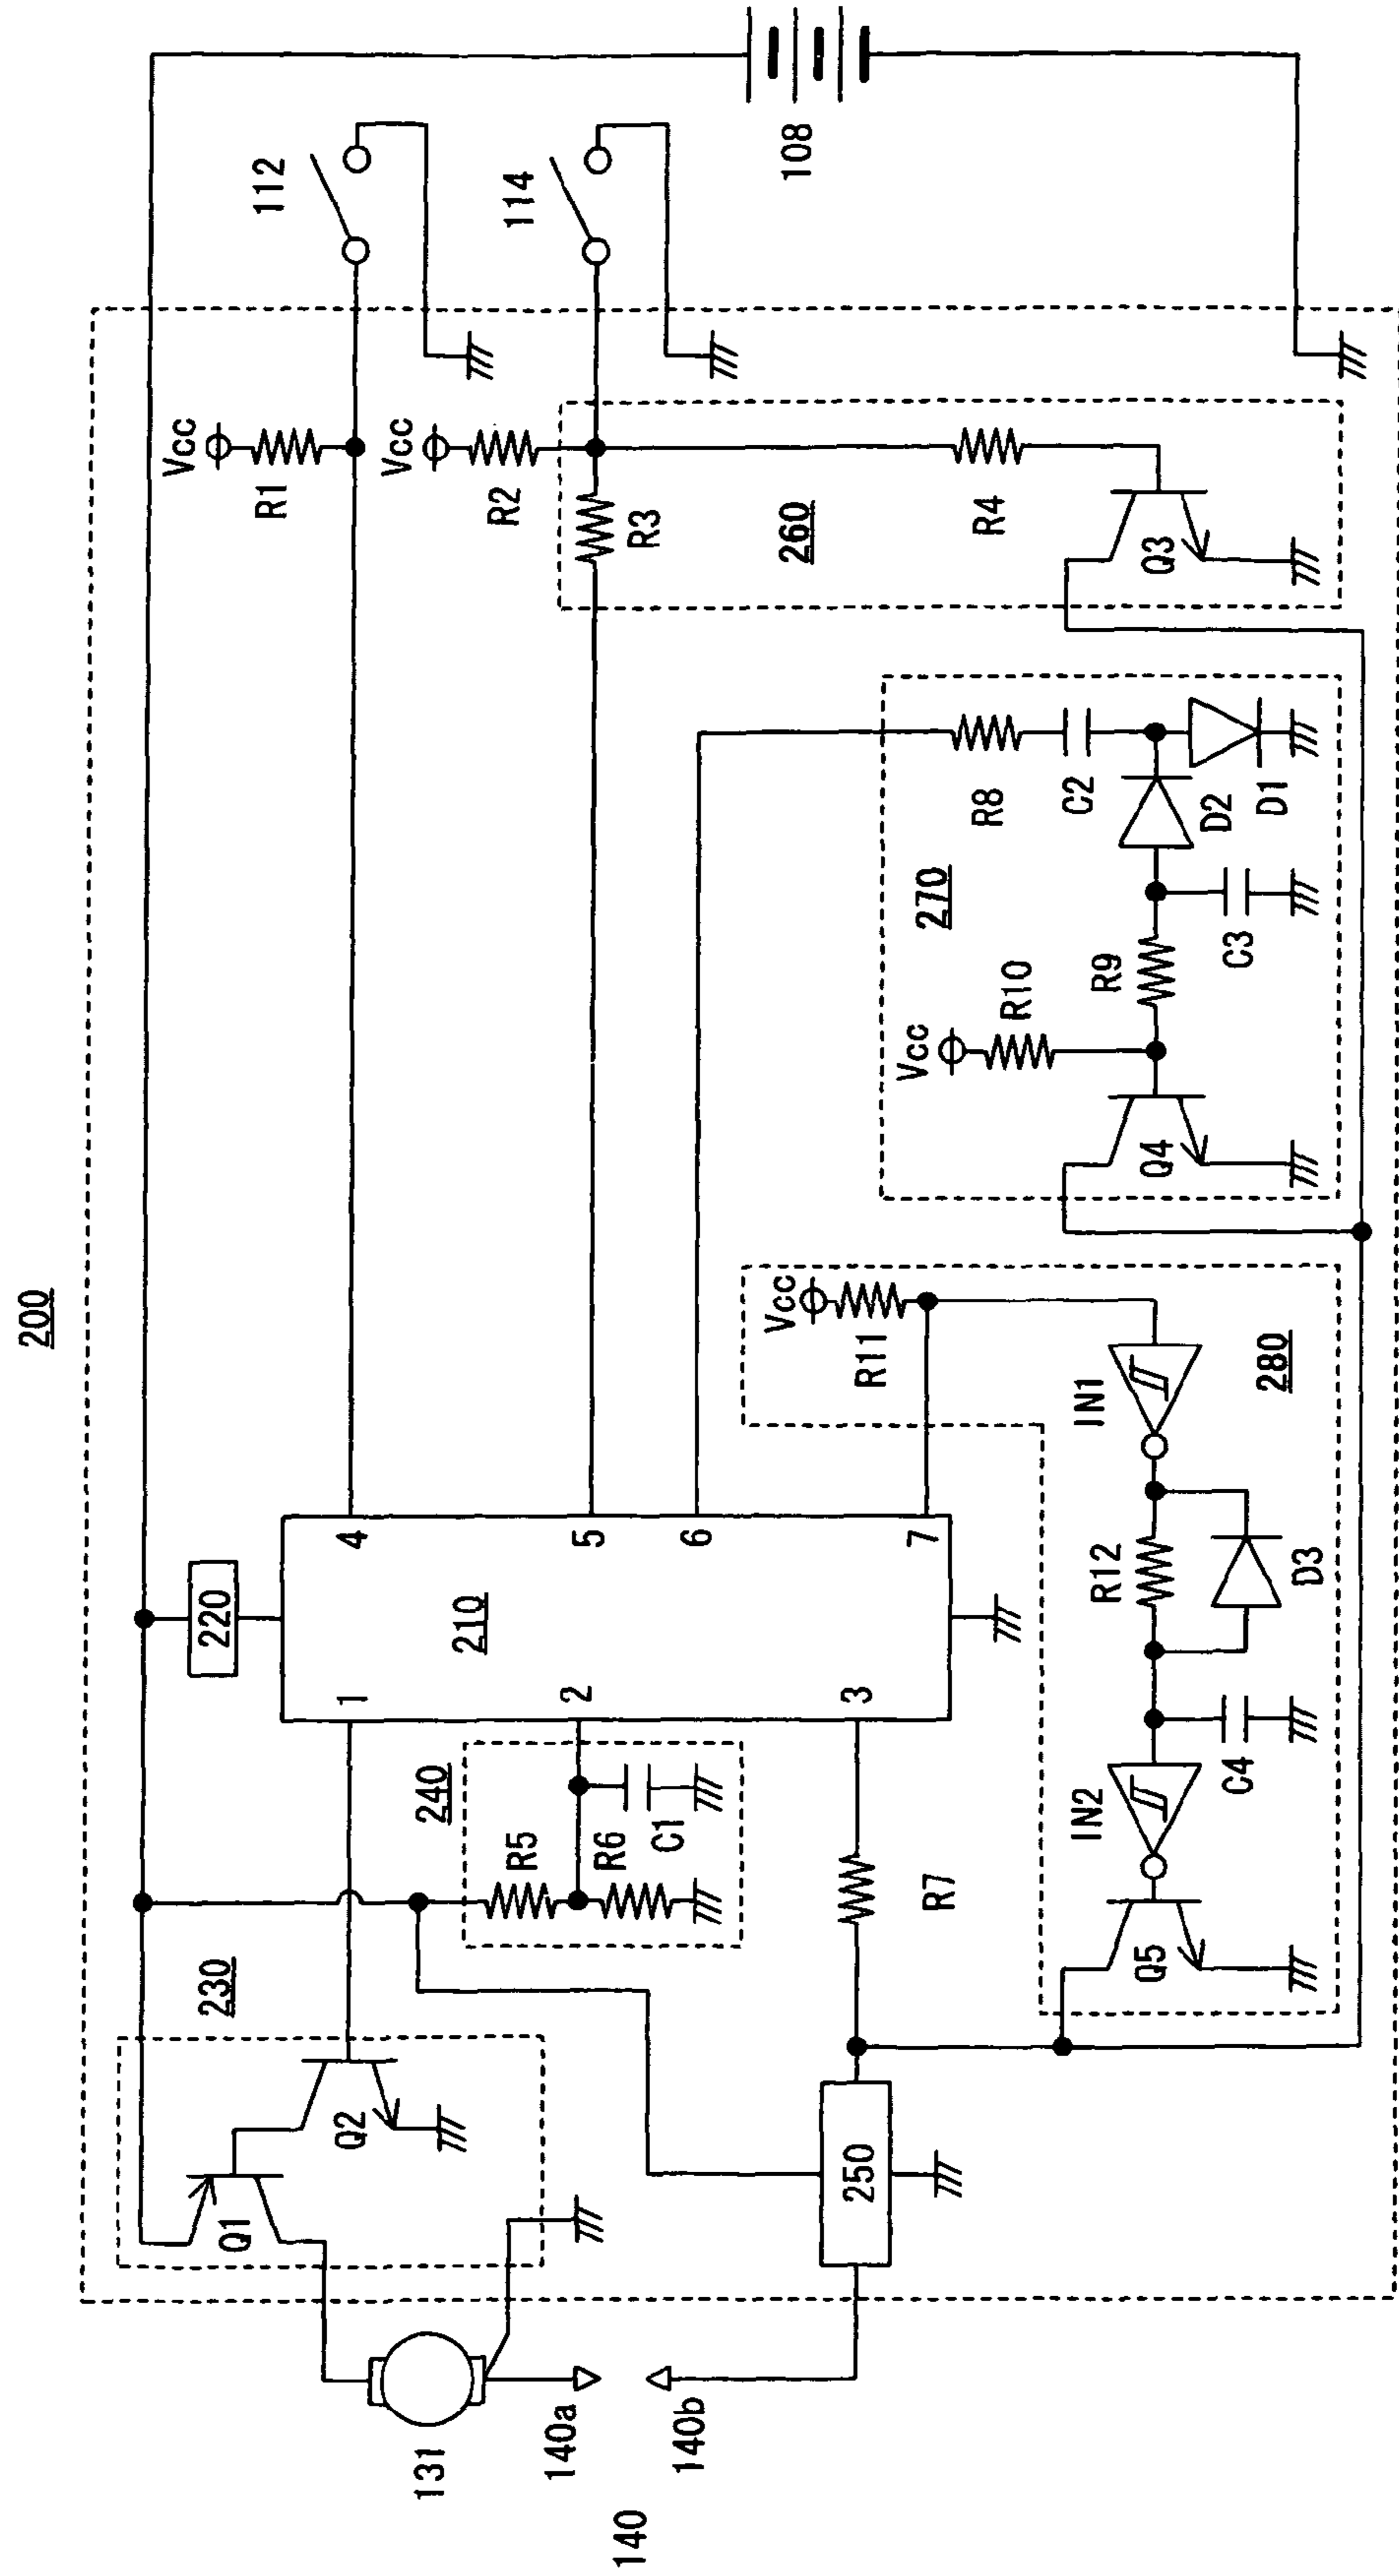 200
108
112
114
Vcc
R1
Vcc
R2
R3
260
R4
Q3
270
R8
C2
D2
D1
C3
R9
R10
Vcc
Q4
280
Vcc
R11
IN1
R12
D3
C4
IN2
Q5
220
210
1
2
3
4
5
6
7
240
R5
R6
C1
R7
230
Q2
Q1
250
131
140a
140b
140